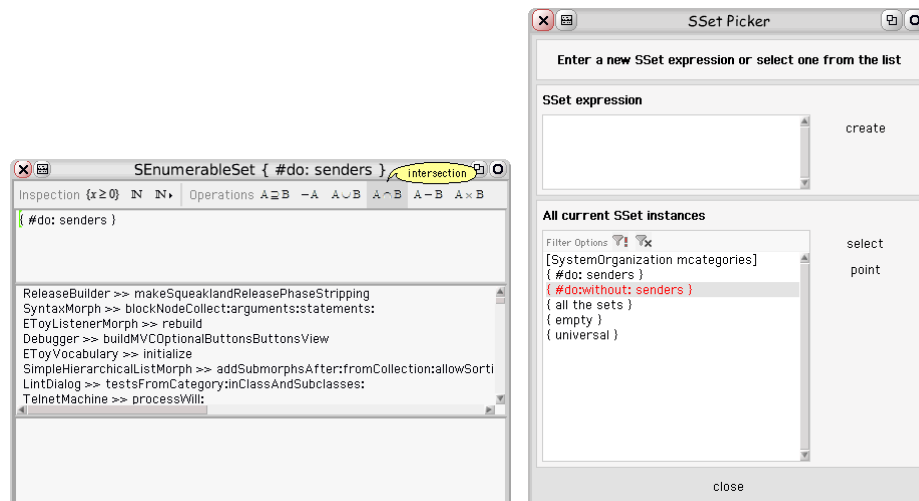 SEnumerableSet { #do: senders }
intersection
Inspection {x≥0} ℕ ℕ▸ Operations A⊇B −A A∪B A∩B A−B A×B
{ #do: senders }
ReleaseBuilder >> makeSqueaklandReleasePhaseStripping
SyntaxMorph >> blockNodeCollect:arguments:statements:
EToyListenerMorph >> rebuild
Debugger >> buildMVCOptionalButtonsButtonsView
EToyVocabulary >> initialize
SimpleHierarchicalListMorph >> addSubmorphsAfter:fromCollection:allowSorti
LintDialog >> testsFromCategory:inClassAndSubclasses:
TelnetMachine >> processWill:
SSet Picker
Enter a new SSet expression or select one from the list
SSet expression
create
All current SSet instances
Filter Options
[SystemOrganization mcategories]
{ #do: senders }
{ #do:without: senders }
{ all the sets }
{ empty }
{ universal }
select
point
close